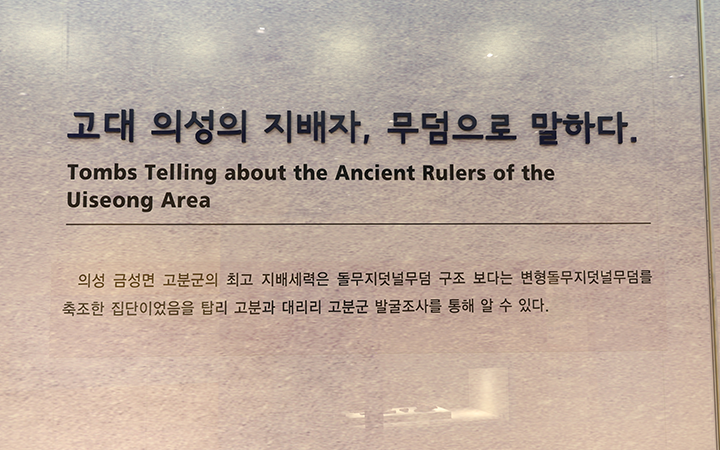 고대 의성의 지배자, 무덤으로 말하다.
Tombs Telling about the Ancient Rulers of the
Uiseong Area
의성 금성면 고분군의 최고 지배세력은 돌무지덧널무덤 구조 보다는 변형돌무지덧널무덤를
축조한 집단이었음을 탑리 고분과 대리리 고분군 발굴조사를 통해 알 수 있다.